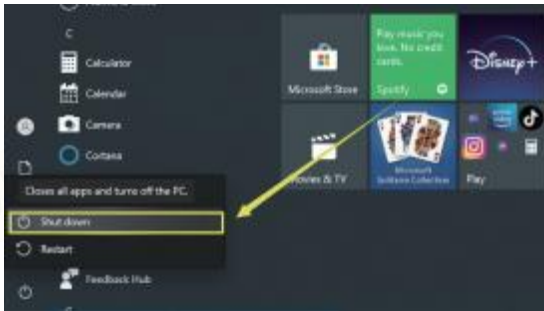 C
Calculator
Calendar
Camera
Cortana
Closes all apps and turns off the PC.
Shut down
Restart
Feedback Hub
Microsoft Store
Play music you
love. No credit
cards.
Spotify
Disney+
Movies & TV
Microsoft
Solitaire Collection
Play